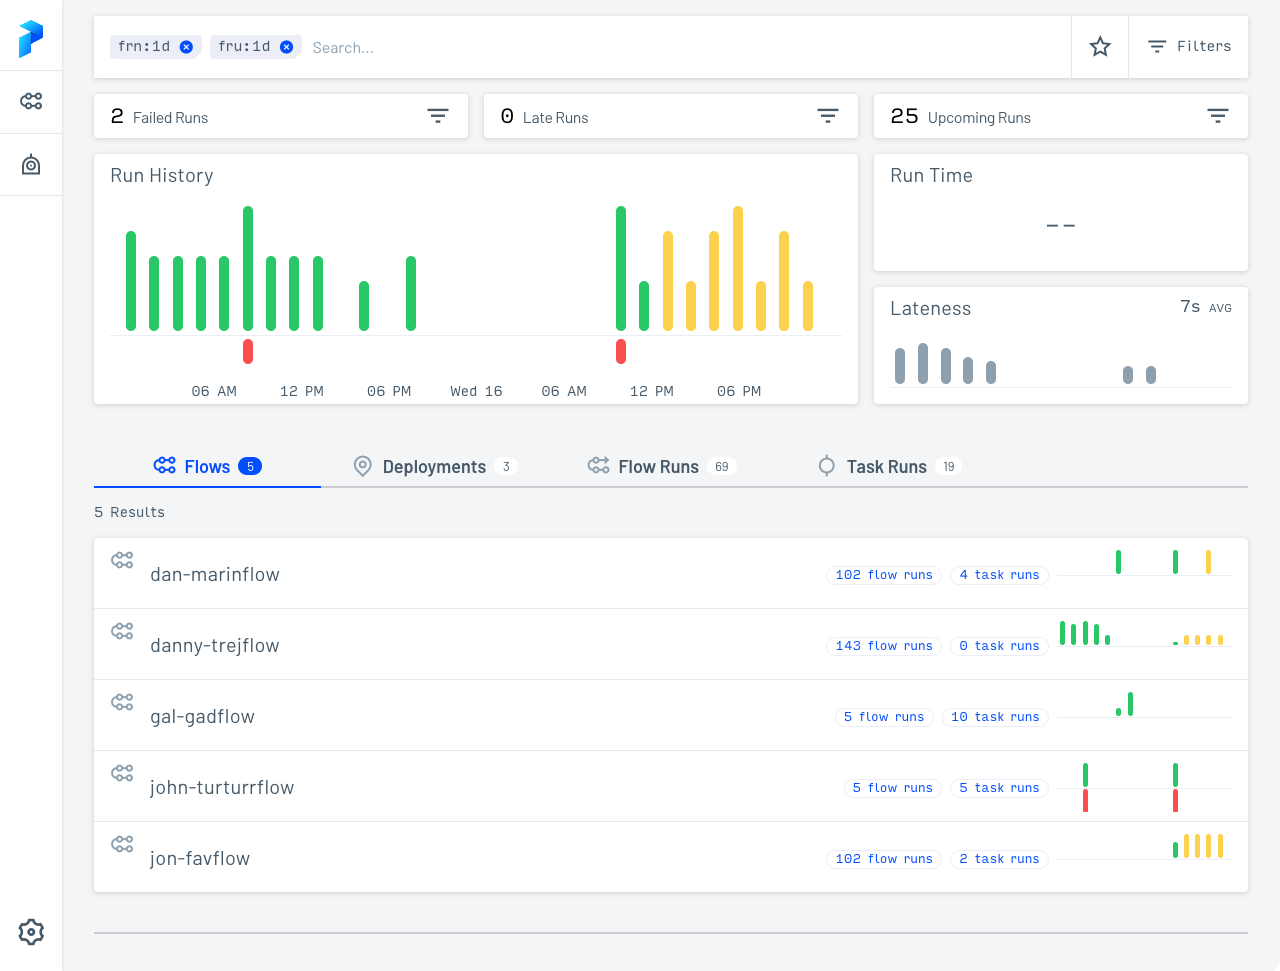 frn:1d fru:1d Search... Filters
2 Failed Runs 0 Late Runs 25 Upcoming Runs
Run History
06 AM 12 PM 06 PM Wed 16 06 AM 12 PM 06 PM
Run Time
--
Lateness 7s AVG
Flows 5 Deployments 3 Flow Runs 69 Task Runs 19
5 Results
dan-marinflow 102 flow runs 4 task runs
danny-trejflow 143 flow runs 0 task runs
gal-gadflow 5 flow runs 10 task runs
john-turturrflow 5 flow runs 5 task runs
jon-favflow 102 flow runs 2 task runs